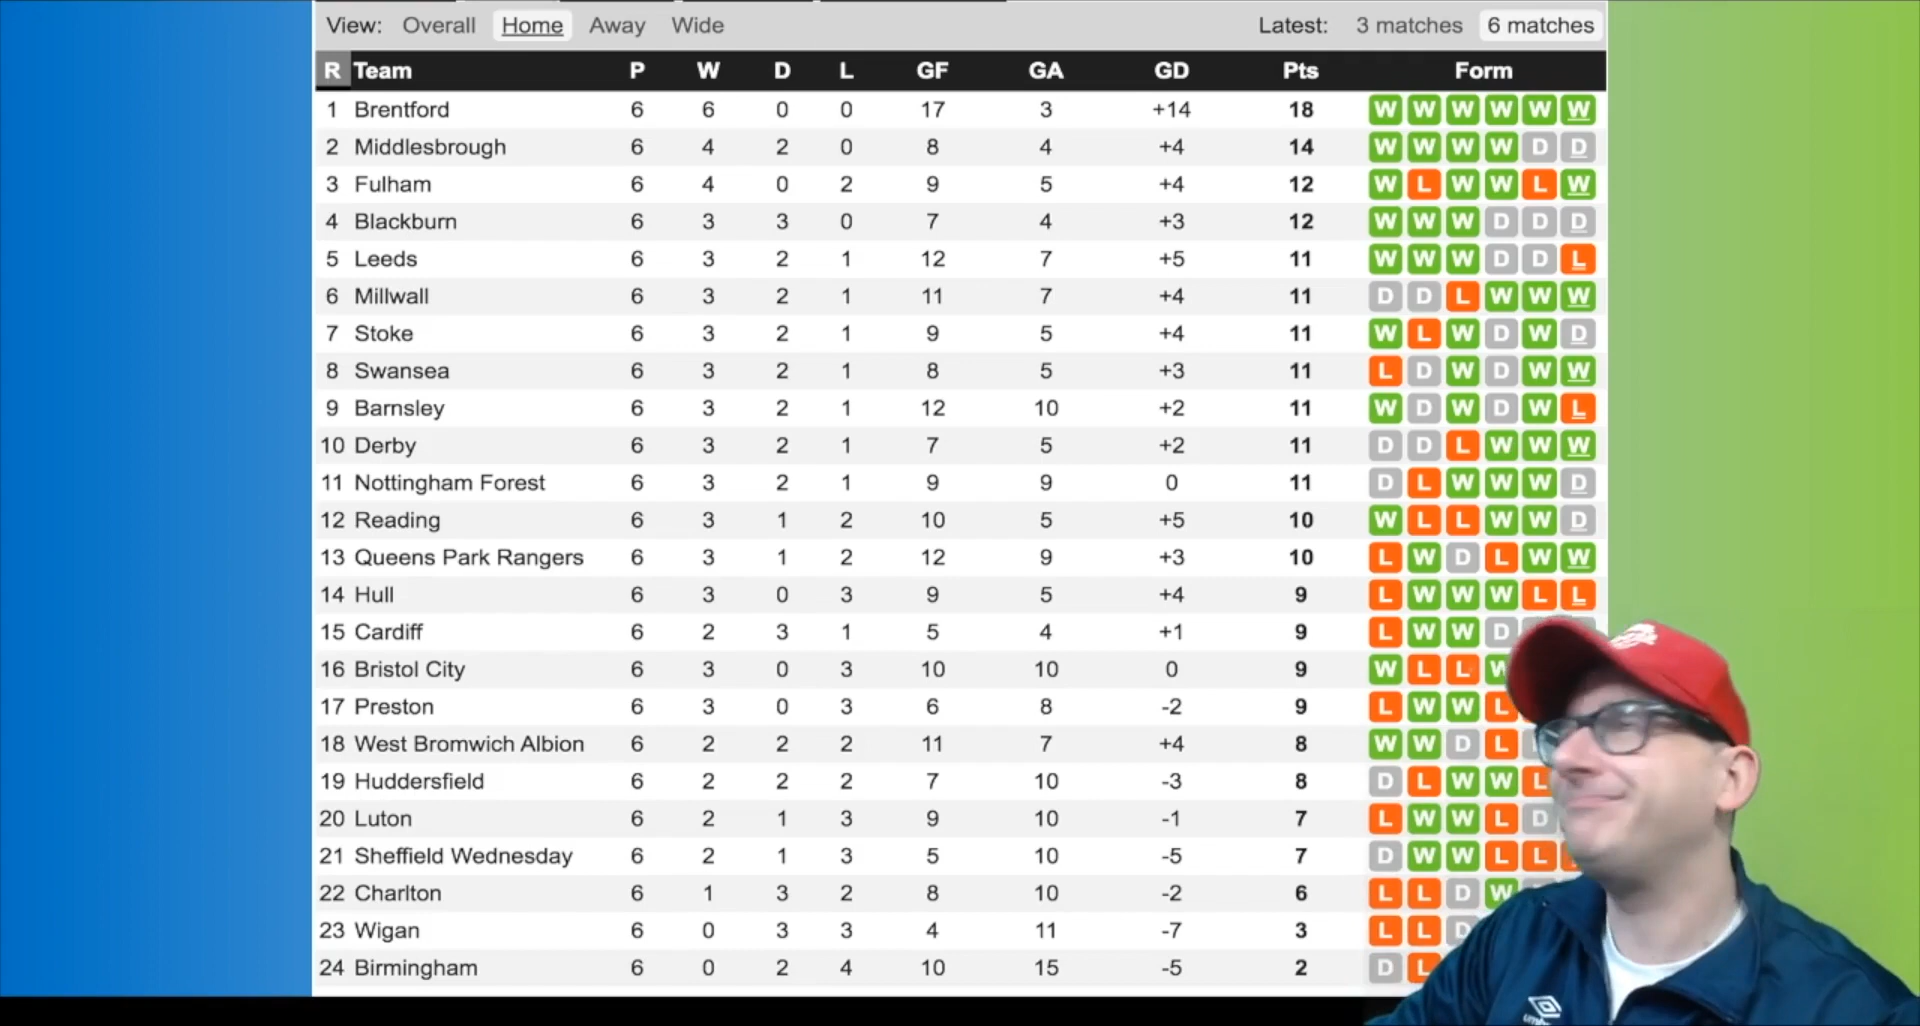 View: Overall Home Away Wide Latest: 3 matches 6 matches
R Team P W D L GF GA GD Pts Form
1 Brentford 6 6 0 0 17 3 +14 18 W W W W W W
2 Middlesbrough 6 4 2 0 8 4 +4 14 W W W W D D
3 Fulham 6 4 0 2 9 5 +4 12 W L W W L W
4 Blackburn 6 3 3 0 7 4 +3 12 W W W D D D
5 Leeds 6 3 2 1 12 7 +5 11 W W W D D L
6 Millwall 6 3 2 1 11 7 +4 11 D D L W W W
7 Stoke 6 3 2 1 9 5 +4 11 W L W D W D
8 Swansea 6 3 2 1 8 5 +3 11 L D W D W W
9 Barnsley 6 3 2 1 12 10 +2 11 W D W D W L
10 Derby 6 3 2 1 7 5 +2 11 D D L W W W
11 Nottingham Forest 6 3 2 1 9 9 0 11 D L W W W D
12 Reading 6 3 1 2 10 5 +5 10 W L L W W D
13 Queens Park Rangers 6 3 1 2 12 9 +3 10 L W D L W W
14 Hull 6 3 0 3 9 5 +4 9 L W W W L L
15 Cardiff 6 2 3 1 5 4 +1 9 L W W D
16 Bristol City 6 3 0 3 10 10 0 9 W L L W
17 Preston 6 3 0 3 6 8 -2 9 L W W L
18 West Bromwich Albion 6 2 2 2 11 7 +4 8 W W D L
19 Huddersfield 6 2 2 2 7 10 -3 8 D L W W L
20 Luton 6 2 1 3 9 10 -1 7 L W W L D
21 Sheffield Wednesday 6 2 1 3 5 10 -5 7 D W W L L
22 Charlton 6 1 3 2 8 10 -2 6 L L D W
23 Wigan 6 0 3 3 4 11 -7 3 L L D
24 Birmingham 6 0 2 4 10 15 -5 2 D L